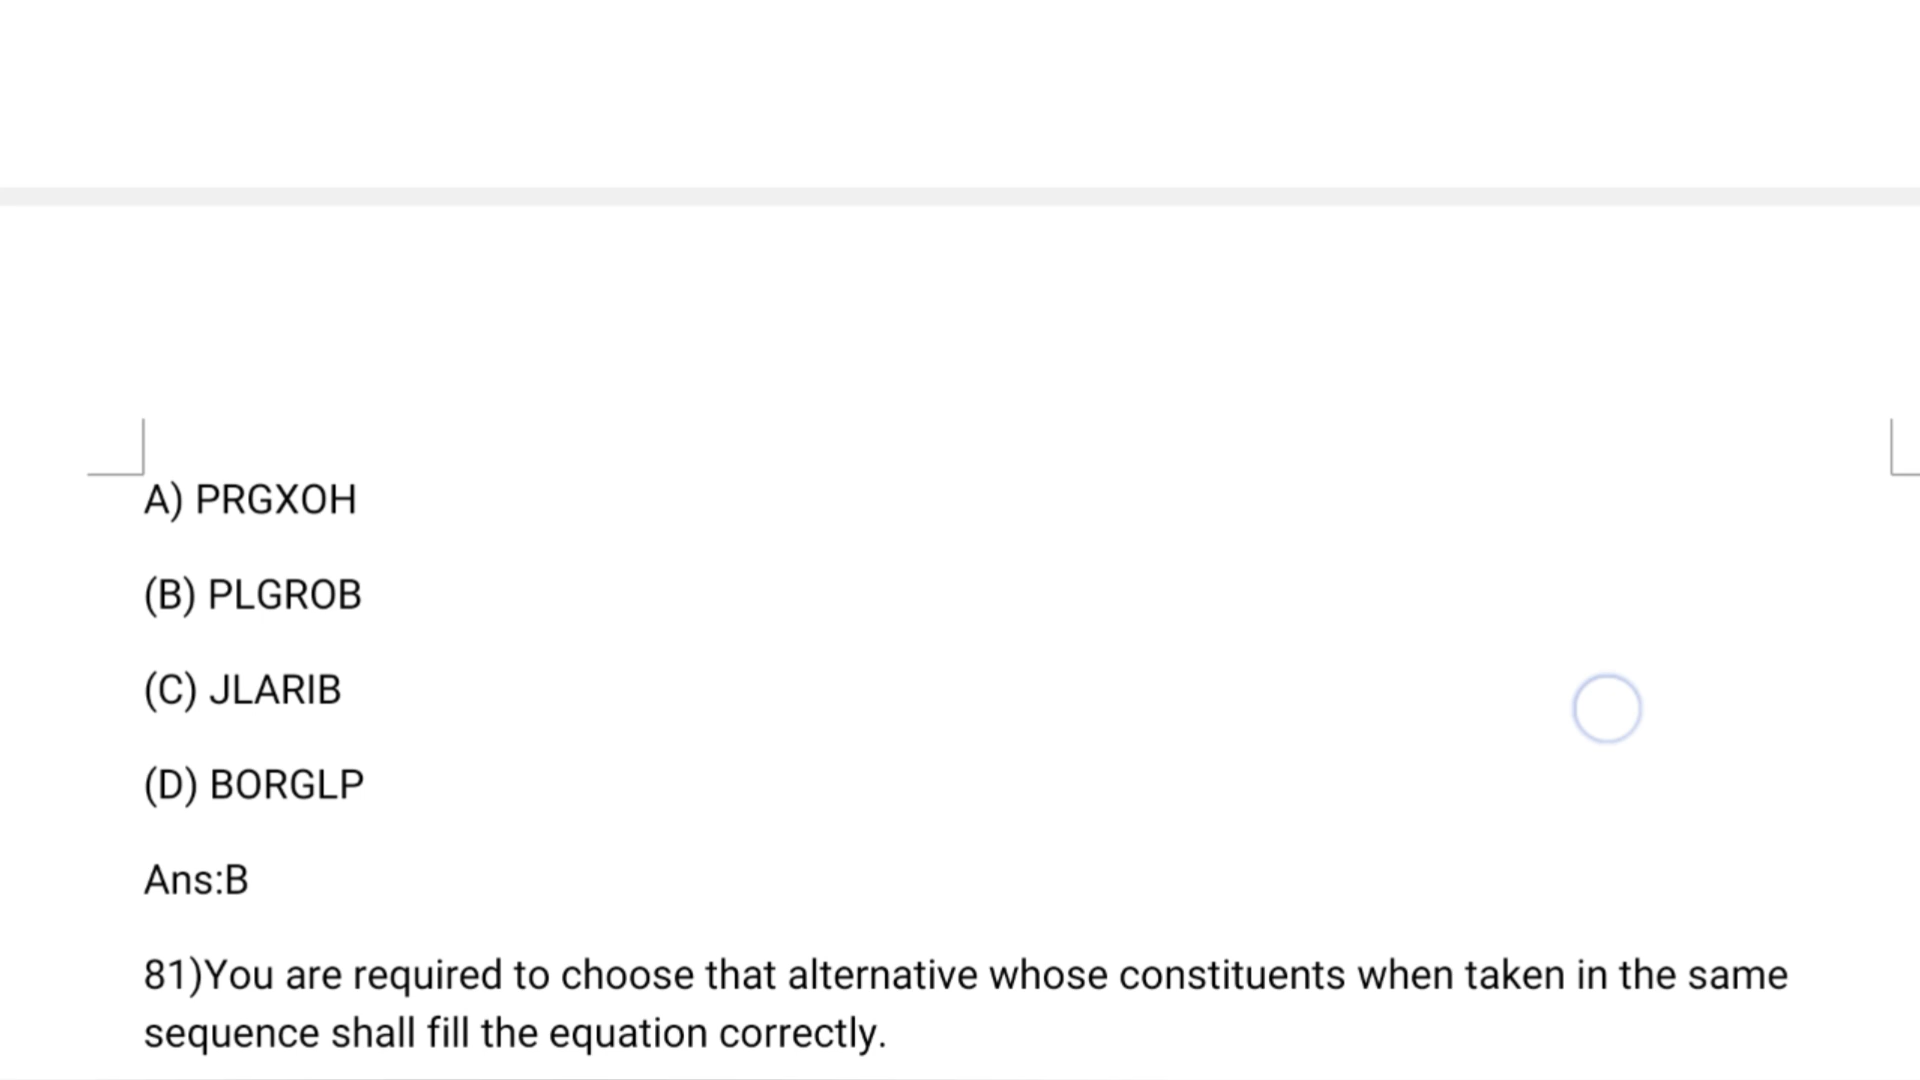 A) PRGXOH
(B) PLGROB
(C) JLARIB
(D) BORGLP
Ans:B
81)You are required to choose that alternative whose constituents when taken in the same
sequence shall fill the equation correctly.